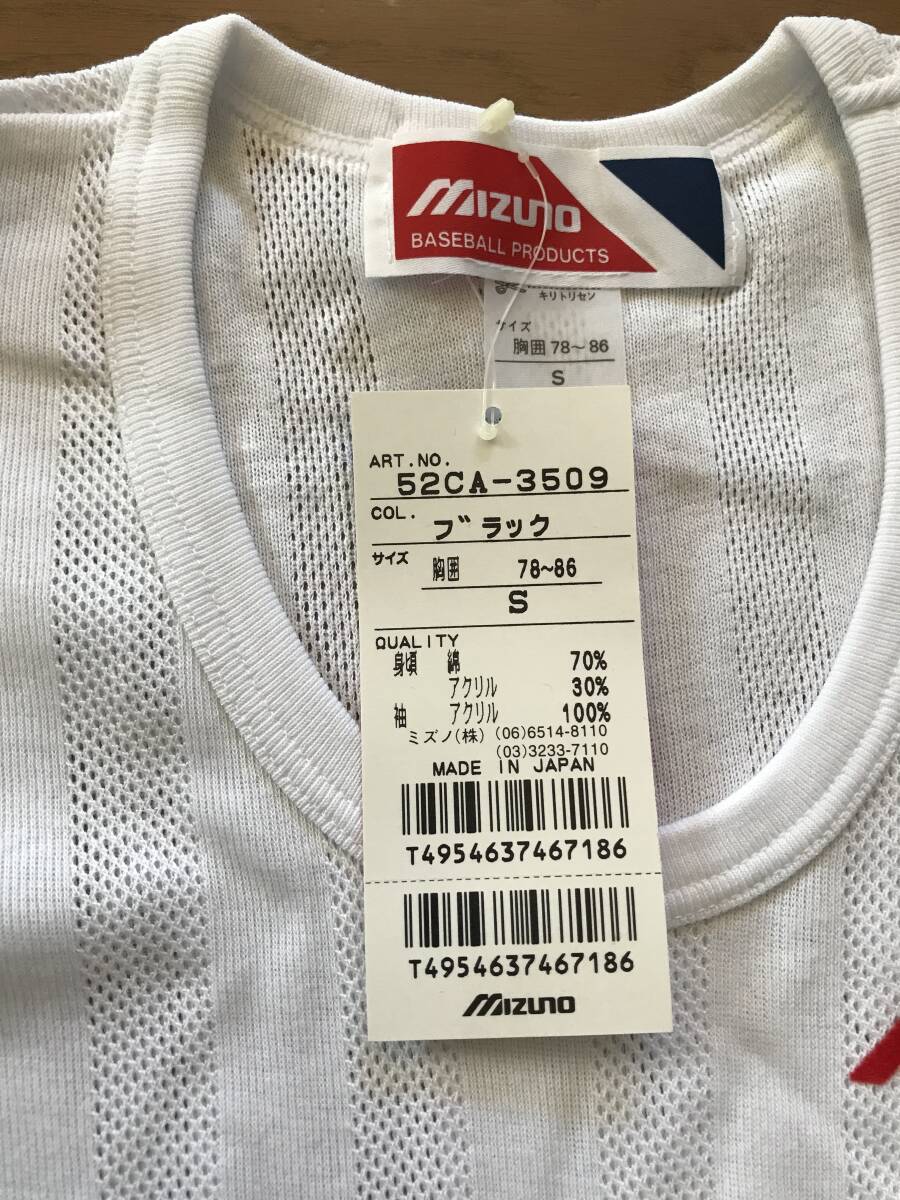 MIZUNO
BASEBALL PRODUCTS
キリトリセン
サイズ
胸囲 78～86
S
ART.NO.
52CA-3509
COL.
ブラック
サイズ 胸囲 78~86
S
QUALITY
身頃 綿 70%
アクリル 30%
袖 アクリル 100%
ミズノ(株) (06)6514-8110
(03)3233-7110
MADE IN JAPAN
T4954637467186
T4954637467186
MIZUNO